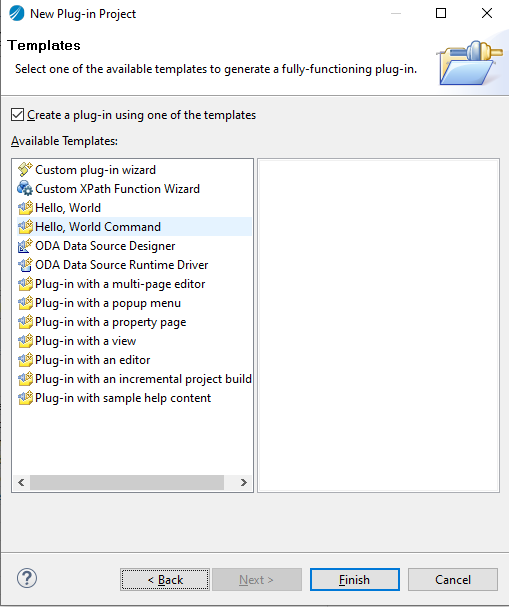 New Plug-in Project
Templates
Select one of the available templates to generate a fully-functioning plug-in.
Create a plug-in using one of the templates
Available Templates:
Custom plug-in wizard
Custom XPath Function Wizard
Hello, World
Hello, World Command
ODA Data Source Designer
ODA Data Source Runtime Driver
Plug-in with a multi-page editor
Plug-in with a popup menu
Plug-in with a property page
Plug-in with a view
Plug-in with an editor
Plug-in with an incremental project build
Plug-in with sample help content
?
< Back
Next >
Finish
Cancel